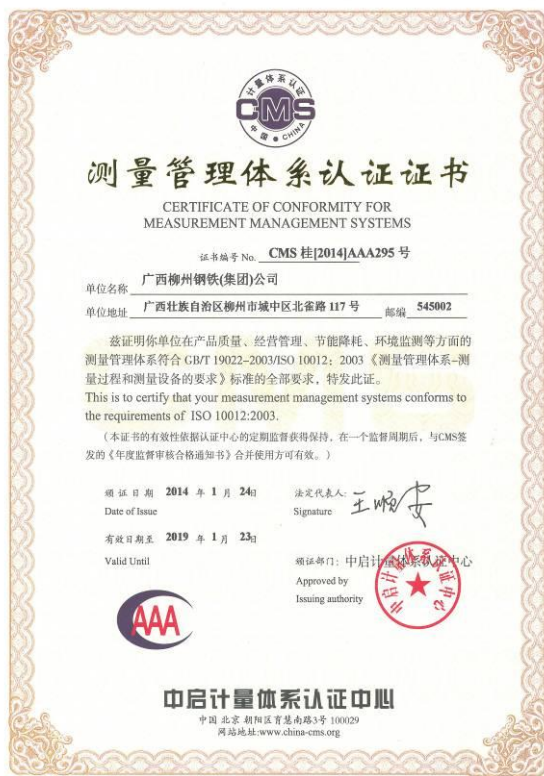 计量体系认证
CMS
中国 CHINA
测量管理体系认证证书
CERTIFICATE OF CONFORMITY FOR
MEASUREMENT MANAGEMENT SYSTEMS
证书编号 No. CMS 桂[2014]AAA295 号
单位名称 广西柳州钢铁(集团)公司
单位地址 广西壮族自治区柳州市城中区北雀路 117 号 邮编 545002
兹证明你单位在产品质量、经营管理、节能降耗、环境监测等方面的
测量管理体系符合 GB/T 19022-2003/ISO 10012：2003《测量管理体系-测
量过程和测量设备的要求》标准的全部要求，特发此证。
This is to certify that your measurement management systems conforms to
the requirements of ISO 10012:2003.
（本证书的有效性依据认证中心的定期监督获得保持，在一个监督周期后，与CMS签
发的《年度监督审核合格通知书》合并使用方可有效。）
颁证日期 2014 年 1 月 24日 法定代表人:
Date of Issue Signature 王顺安
有效日期至 2019 年 1 月 23日
Valid Until 颁证部门: 中启计量体系认证中心
Approved by
Issuing authority
中启计量体系认证中心
AAA
中启计量体系认证中心
中国 北京 朝阳区育慧南路3号 100029
网站地址:www.china-cms.org